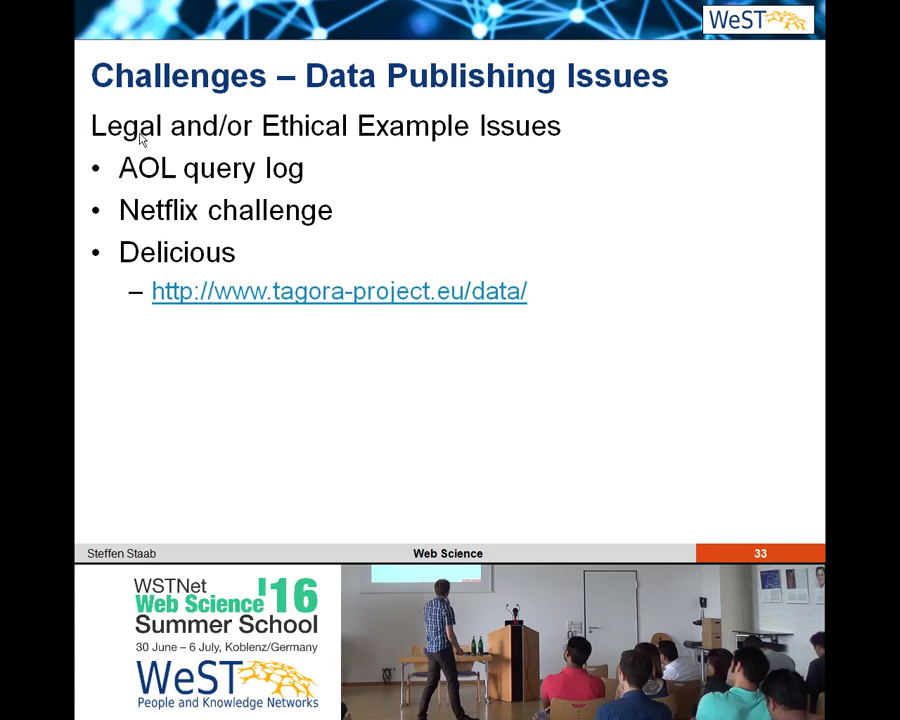 WeST
Challenges – Data Publishing Issues
Legal and/or Ethical Example Issues
• AOL query log
• Netflix challenge
• Delicious
– http://www.tagora-project.eu/data/
Steffen Staab
Web Science
33
WSTNet
Web Science '16
Summer School
30 June – 6 July, Koblenz/Germany
WeST
People and Knowledge Networks